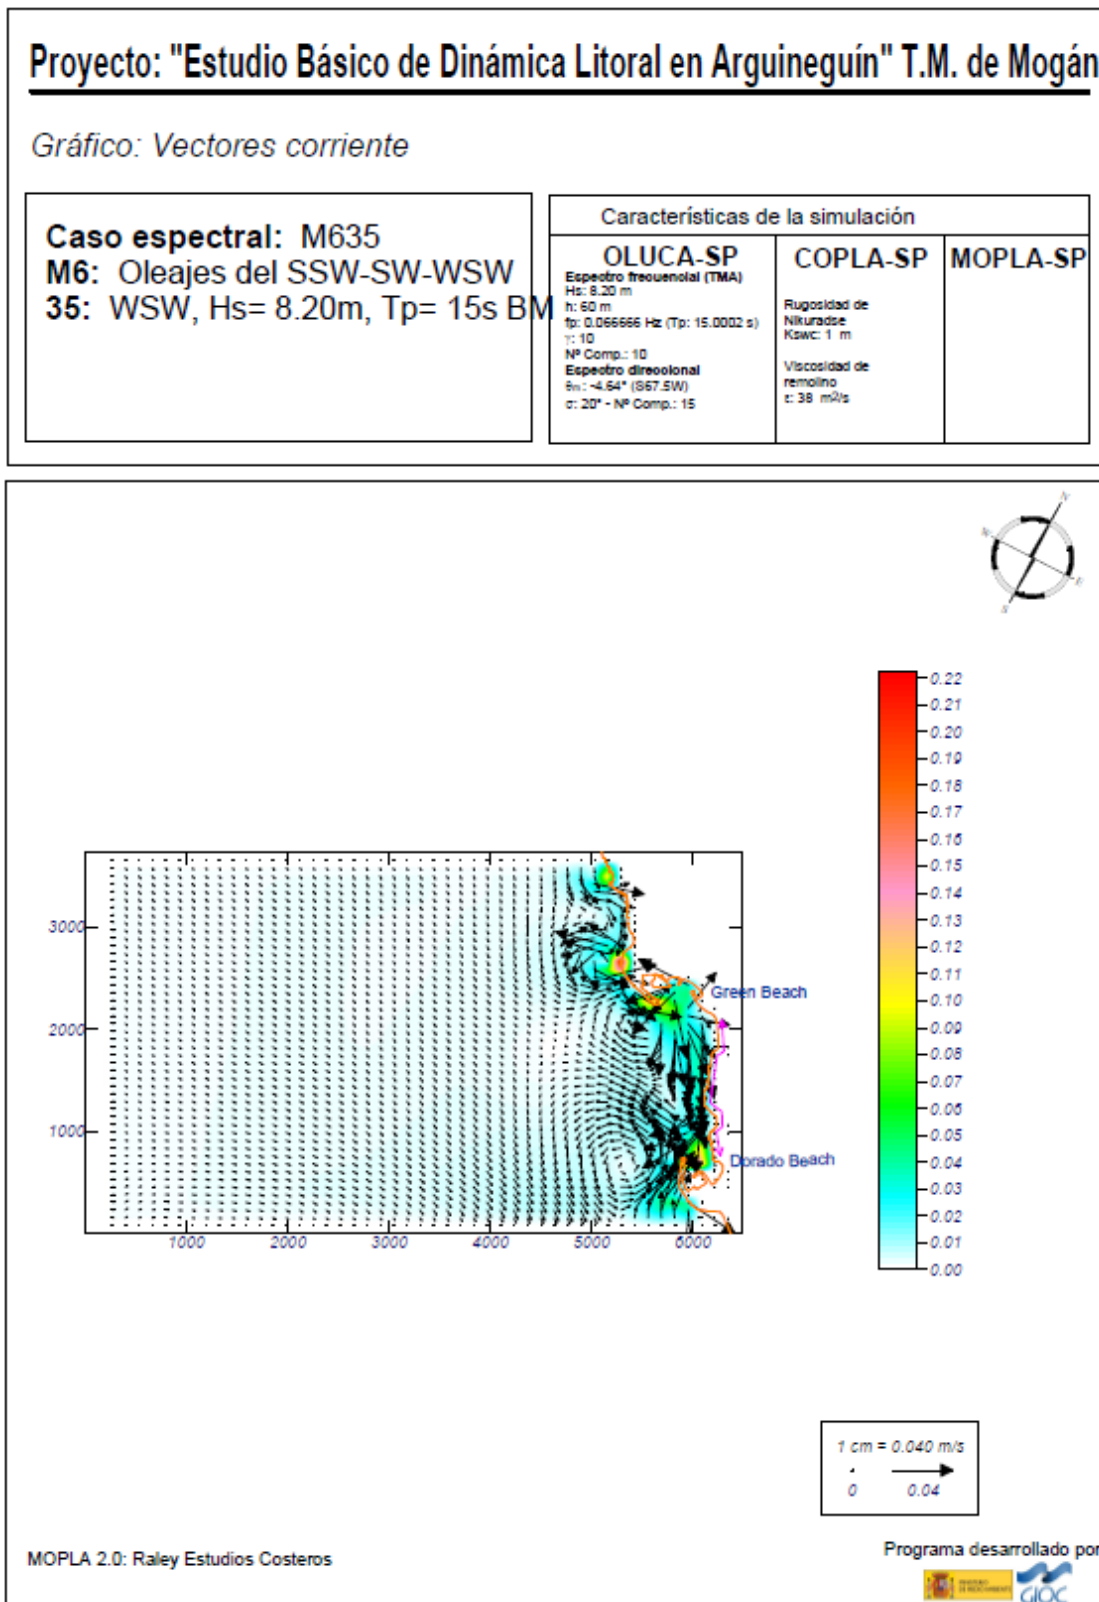 Proyecto: "Estudio Básico de Dinámica Litoral en Arguineguín" T.M. de Mogán
Gráfico: Vectores corriente
Caso espectral: M635
M6: Oleajes del SSW-SW-WSW
35: WSW, Hs= 8.20m, Tp= 15s BM
Características de la simulación
OLUCA-SP
Espectro frecuencial (TMA)
Hs: 8.20 m
h: 60 m
fp: 0.066666 Hz (Tp: 15.0002 s)
γ: 10
Nº Comp.: 10
Espectro direccional
θm: -4.64° (S67.5W)
σ: 20° - Nº Comp.: 15
COPLA-SP
Rugosidad de
Nikuradse
Kswc: 1 m
Viscosidad de
remolino
ε: 38 m2/s
MOPLA-SP
N
W
E
S
0.22
0.21
0.20
0.19
0.18
0.17
0.16
0.15
0.14
0.13
0.12
0.11
0.10
0.09
0.08
0.07
0.06
0.05
0.04
0.03
0.02
0.01
0.00
3000
2000
1000
Green Beach
Dorado Beach
1000 2000 3000 4000 5000 6000
1 cm = 0.040 m/s
0 0.04
MOPLA 2.0: Raley Estudios Costeros
Programa desarrollado por
GIOC